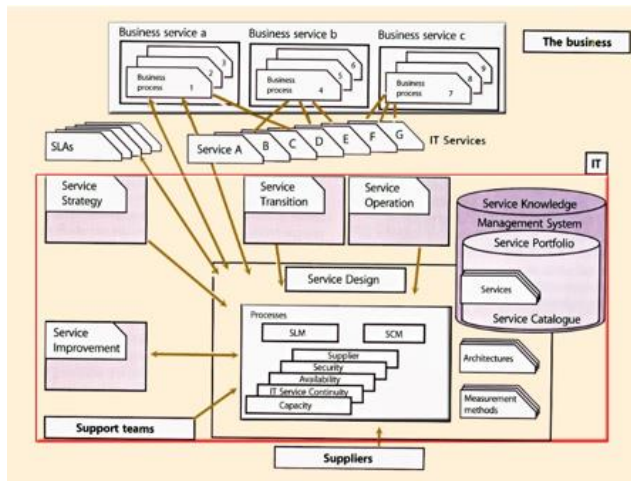 Business service a
Business service b
Business service c
The business
3
2
Business process 1
6
5
Business process 4
9
8
Business process 7
SLAs
Service A
B
C
D
E
F
G
IT Services
IT
Service
Strategy
Service
Transition
Service
Operation
Service Knowledge
Management System
Service Portfolio
Services
Service Catalogue
Service Design
Processes
SLM
SCM
Supplier
Security
Availability
IT Service Continuity
Capacity
Service
Improvement
Architectures
Measurement
methods
Support teams
Suppliers